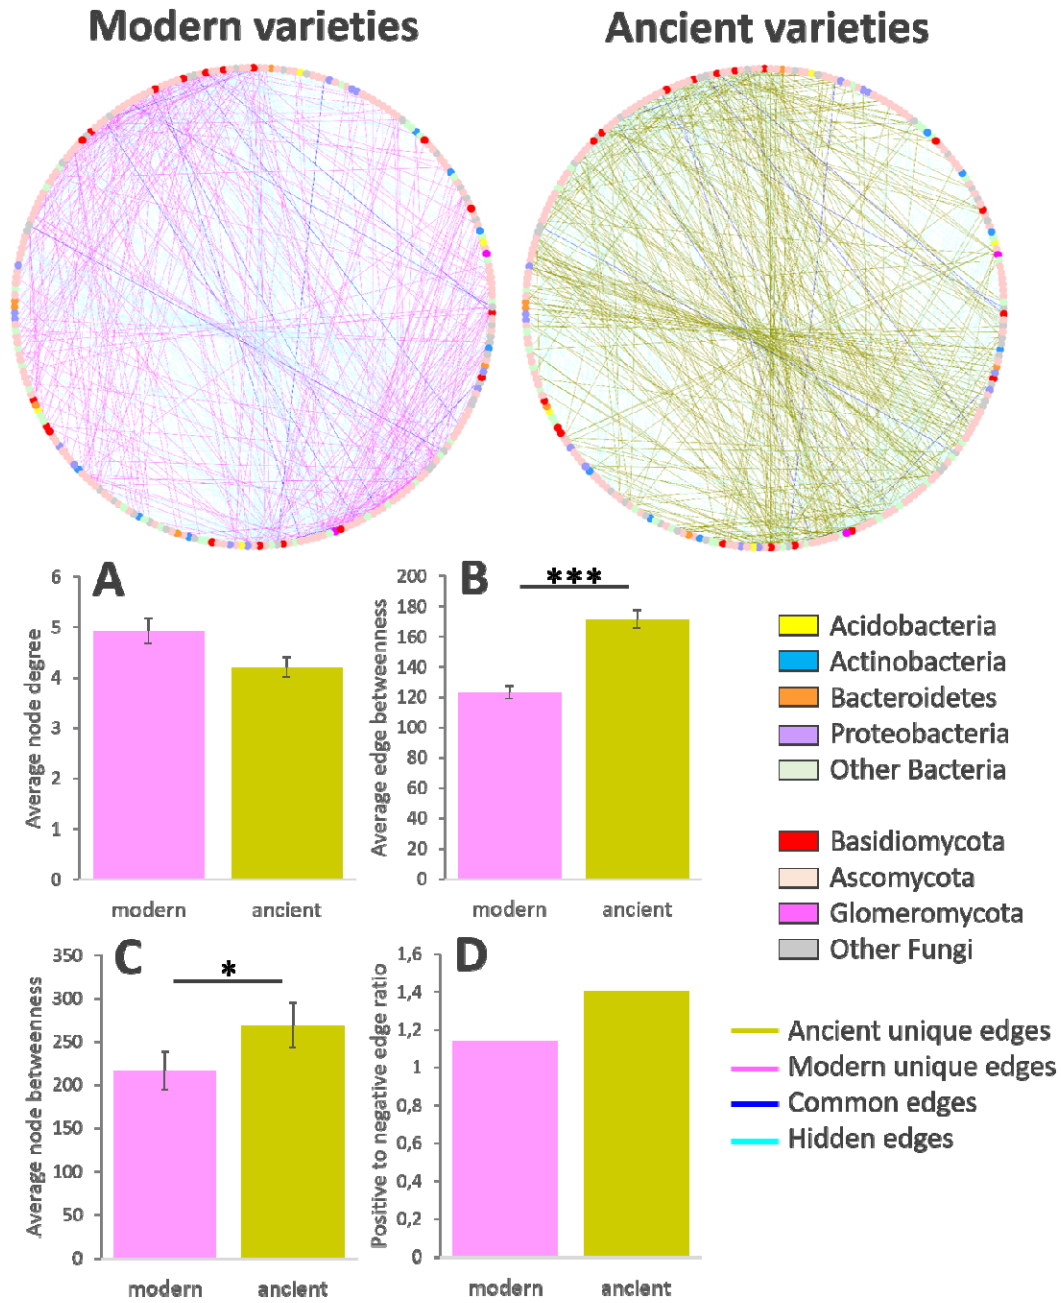 Modern varieties
Ancient varieties
A
Average node degree
6
5
4
3
2
1
0
modern
ancient
B
***
Average edge betweenness
200
180
160
140
120
100
80
60
40
20
0
modern
ancient
Acidobacteria
Actinobacteria
Bacteroidetes
Proteobacteria
Other Bacteria
Basidiomycota
Ascomycota
Glomeromycota
Other Fungi
C
*
Average node betweenness
350
300
250
200
150
100
50
0
modern
ancient
D
Positive to negative edge ratio
1,6
1,4
1,2
1
0,8
0,6
0,4
0,2
0
modern
ancient
Ancient unique edges
Modern unique edges
Common edges
Hidden edges